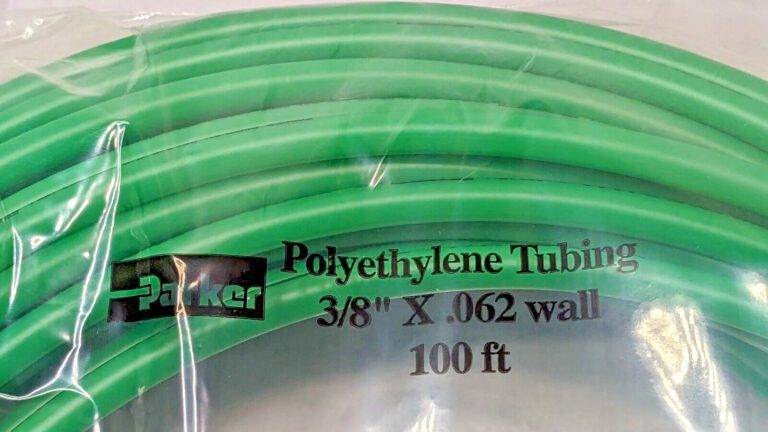 Parker
Polyethylene Tubing
3/8" X .062 wall
100 ft